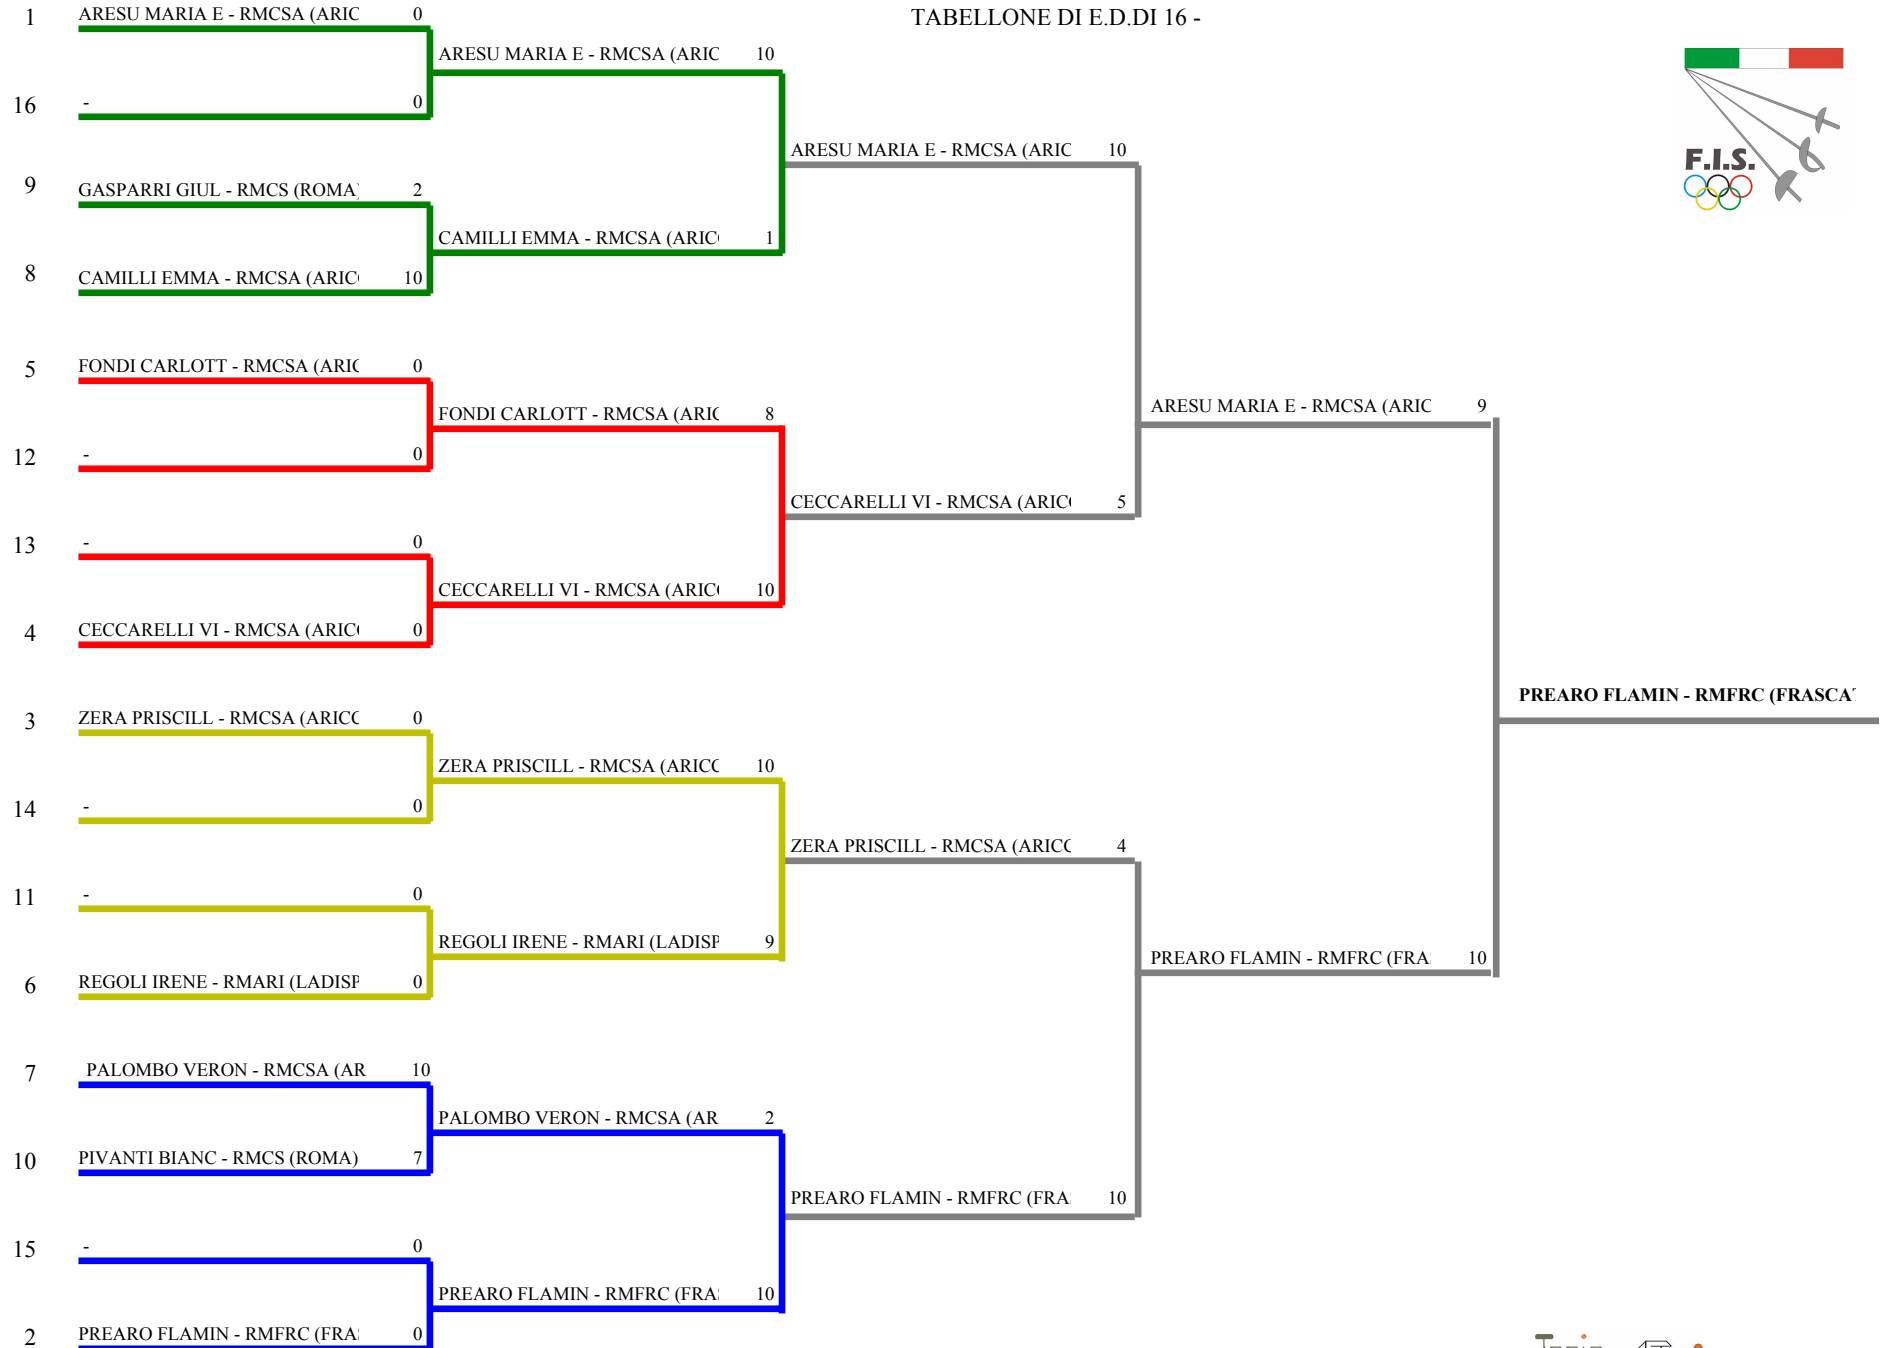 TABELLONE DI E.D.DI 16 -
1 ARESU MARIA E - RMCSA (ARIC 0
ARESU MARIA E - RMCSA (ARIC 10
16 - 0
ARESU MARIA E - RMCSA (ARIC 10
F.I.S.
9 GASPARRI GIUL - RMCS (ROMA) 2
CAMILLI EMMA - RMCSA (ARIC 1
8 CAMILLI EMMA - RMCSA (ARIC 10
5 FONDI CARLOTT - RMCSA (ARIC 0
ARESU MARIA E - RMCSA (ARIC 9
FONDI CARLOTT - RMCSA (ARIC 8
12 - 0
CECCARELLI VI - RMCSA (ARIC 5
13 - 0
CECCARELLI VI - RMCSA (ARIC 10
4 CECCARELLI VI - RMCSA (ARIC 0
PREARO FLAMIN - RMFRC (FRASCAT
3 ZERA PRISCILL - RMCSA (ARICC 0
ZERA PRISCILL - RMCSA (ARICC 10
14 - 0
ZERA PRISCILL - RMCSA (ARICC 4
11 - 0
REGOLI IRENE - RMARI (LADISP 9
PREARO FLAMIN - RMFRC (FRA 10
6 REGOLI IRENE - RMARI (LADISP 0
7 PALOMBO VERON - RMCSA (AR 10
PALOMBO VERON - RMCSA (AR 2
10 PIVANTI BIANC - RMCS (ROMA) 7
PREARO FLAMIN - RMFRC (FRA 10
15 - 0
PREARO FLAMIN - RMFRC (FRA 10
2 PREARO FLAMIN - RMFRC (FRA 0